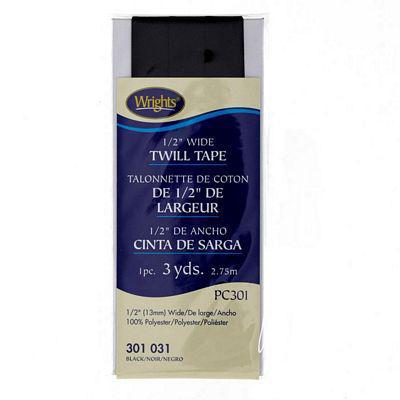 Wrights®
1/2" WIDE
TWILL TAPE
TALONNETTE DE COTON
DE 1/2" DE
LARGEUR
1/2" DE ANCHO
CINTA DE SARGA
1pc. 3 yds. 2.75m
PC301
1/2" (13mm) Wide/De large/Ancho
100% Polyester/Polyester/Poliéster
301 031
BLACK/NOIR/NEGRO